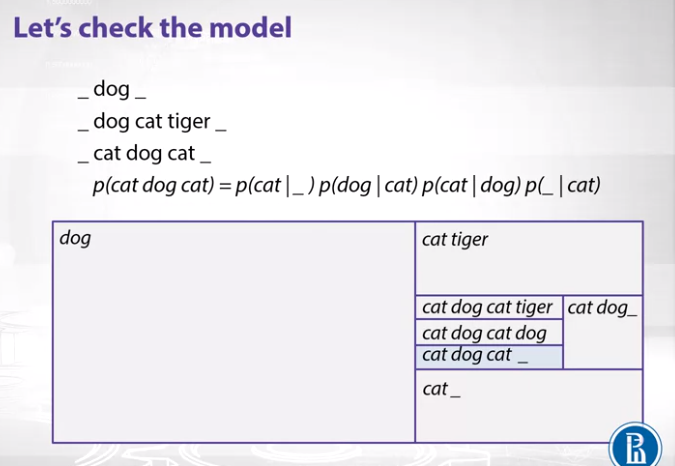 Let's check the model
_ dog _
_ dog cat tiger _
_ cat dog cat _
p(cat dog cat) = p(cat | _ ) p(dog | cat) p(cat | dog) p(_ | cat)
dog
cat tiger
cat dog cat tiger
cat dog_
cat dog cat dog
cat dog cat _
cat _